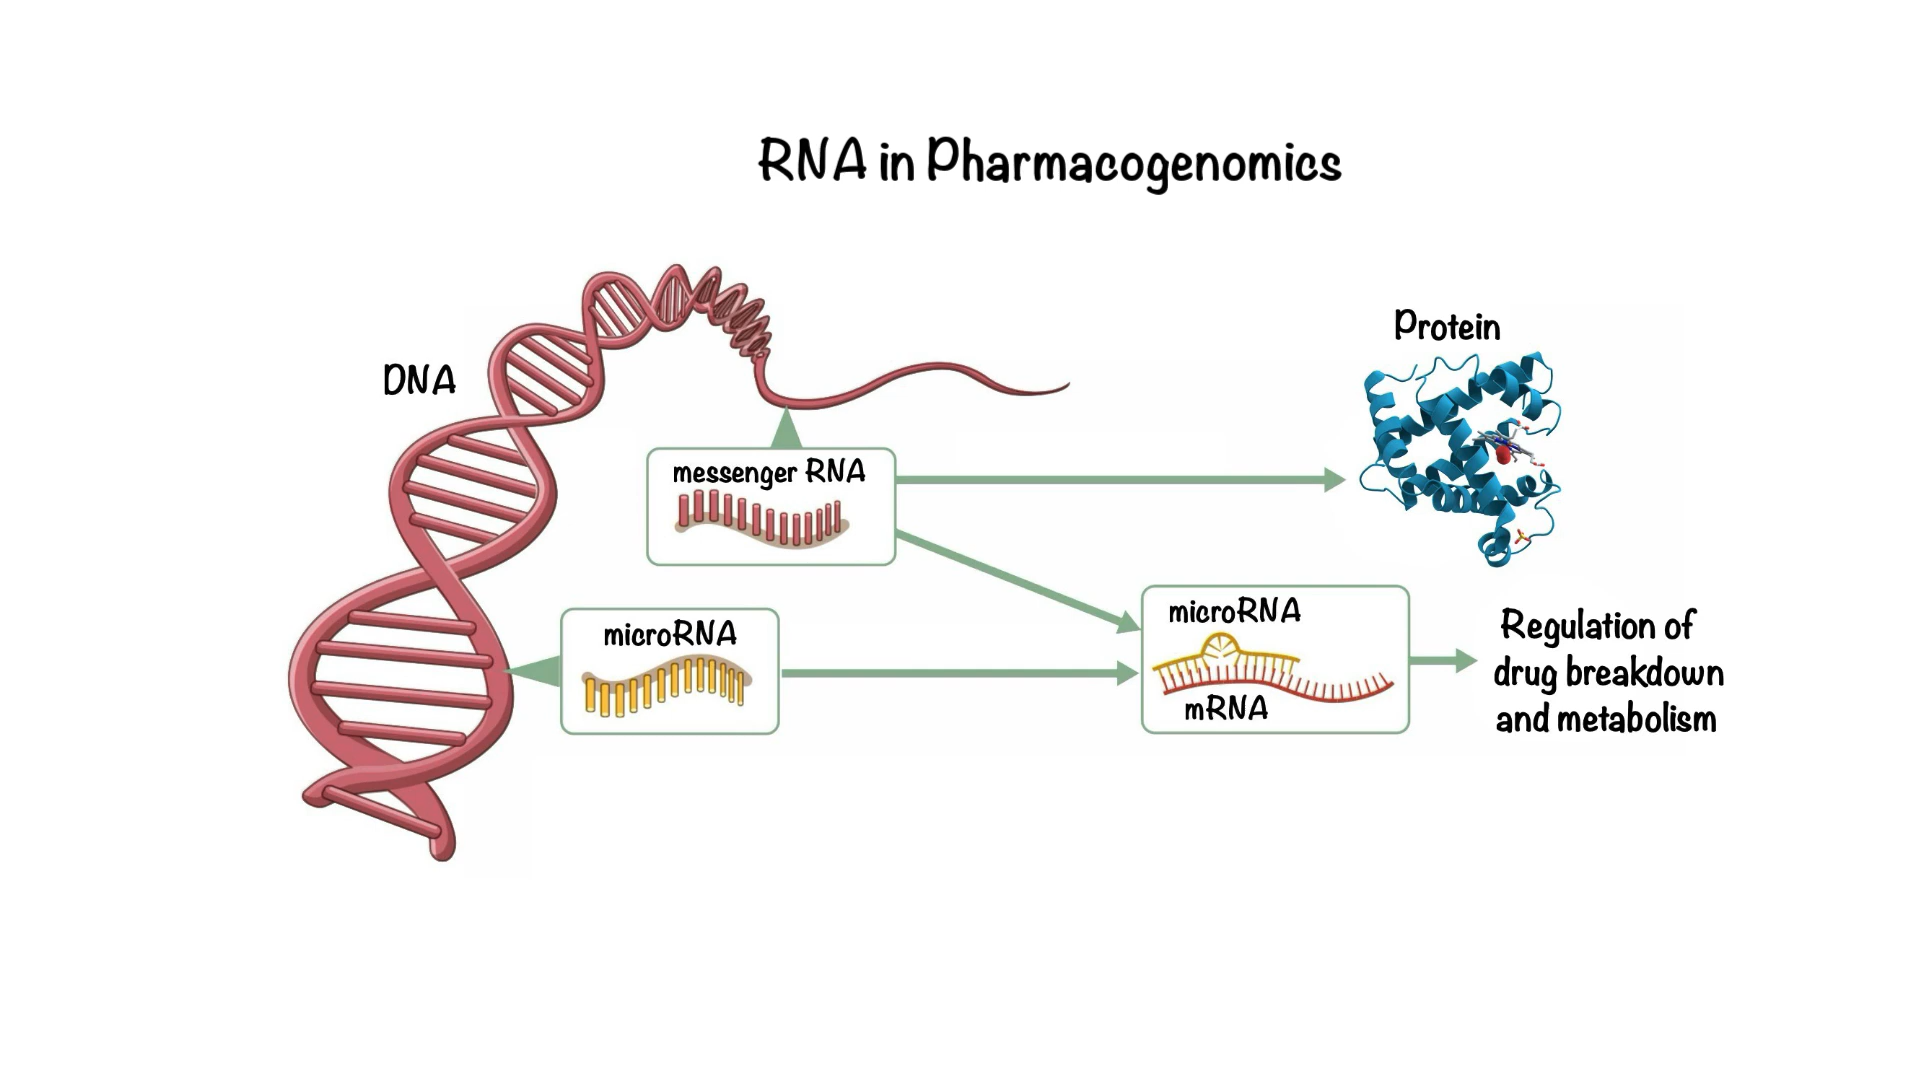 RNA in Pharmacogenomics
DNA
Protein
messenger RNA
microRNA
microRNA
mRNA
Regulation of
drug breakdown
and metabolism